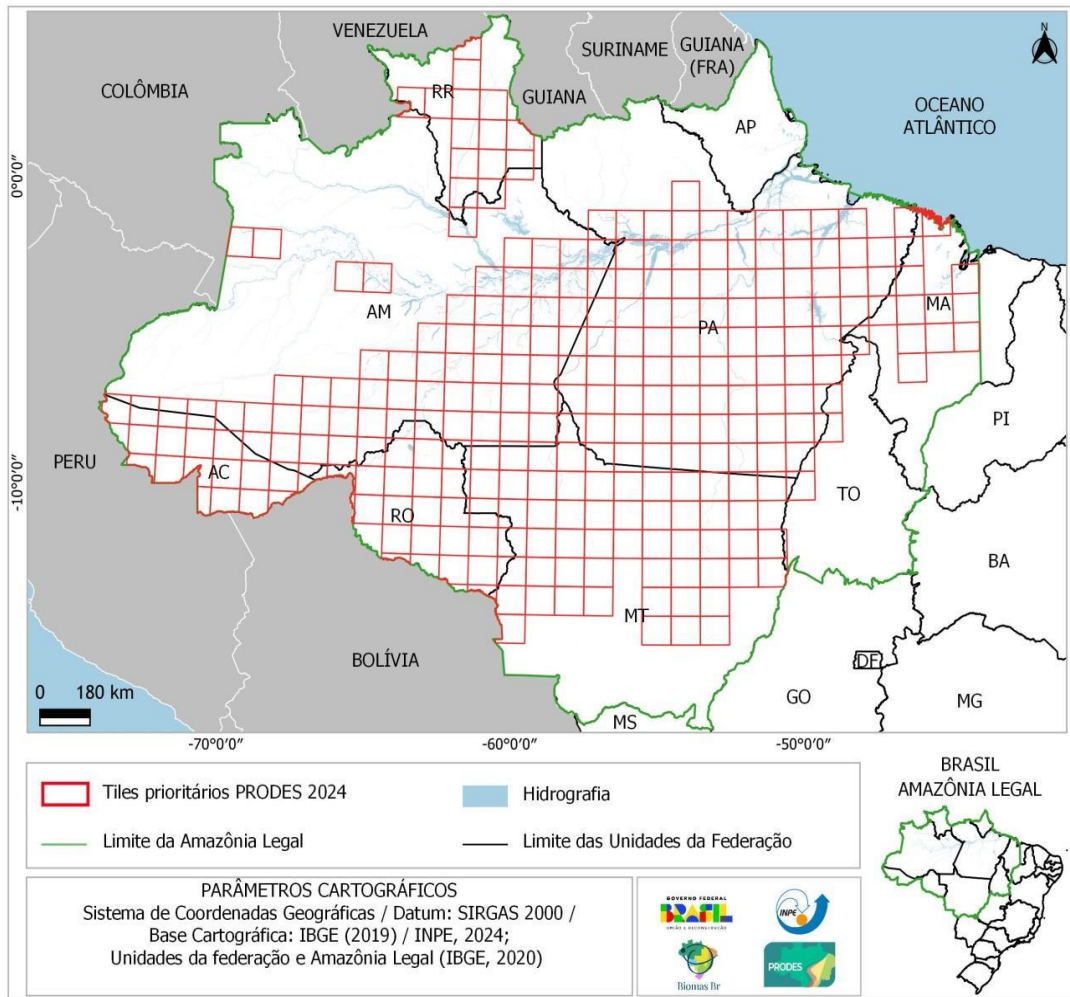 VENEZUELA
SURINAME
GUIANA
(FRA)
COLÔMBIA
RR
GUIANA
AP
OCEANO
ATLÂNTICO
N
0°0'0"
AM
PA
MA
PI
PERU
AC
-10°0'0"
RO
TO
BA
MT
BOLÍVIA
DF
GO
MG
MS
0 180 km
-70°0'0" -60°0'0" -50°0'0"
Tiles prioritários PRODES 2024
Hidrografia
Limite da Amazônia Legal
Limite das Unidades da Federação
BRASIL
AMAZÔNIA LEGAL
PARÂMETROS CARTOGRÁFICOS
Sistema de Coordenadas Geográficas / Datum: SIRGAS 2000 /
Base Cartográfica: IBGE (2019) / INPE, 2024;
Unidades da federação e Amazônia Legal (IBGE, 2020)
GOVERNO FEDERAL
BRASIL
UNIÃO E RECONSTRUÇÃO
INPE
Biomas Br
PRODES